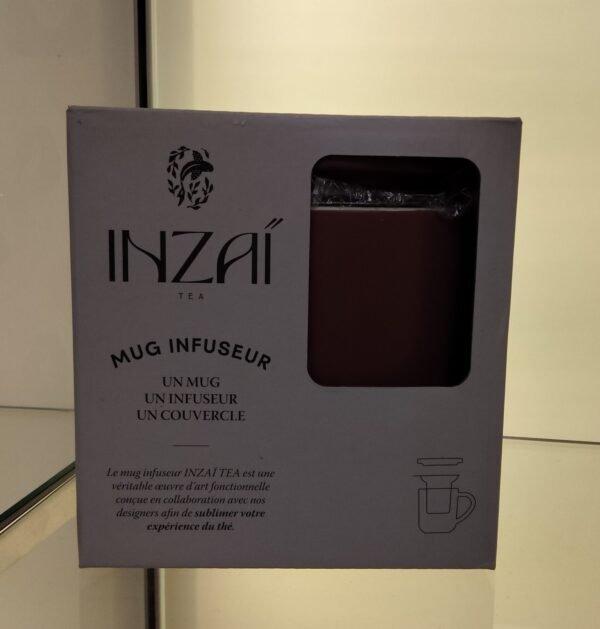 INZAÏ
TEA
MUG INFUSEUR
UN MUG
UN INFUSEUR
UN COUVERCLE
Le mug infuseur INZAÏ TEA est une
véritable œuvre d'art fonctionnelle
conçue en collaboration avec nos
designers afin de sublimer votre
expérience du thé.